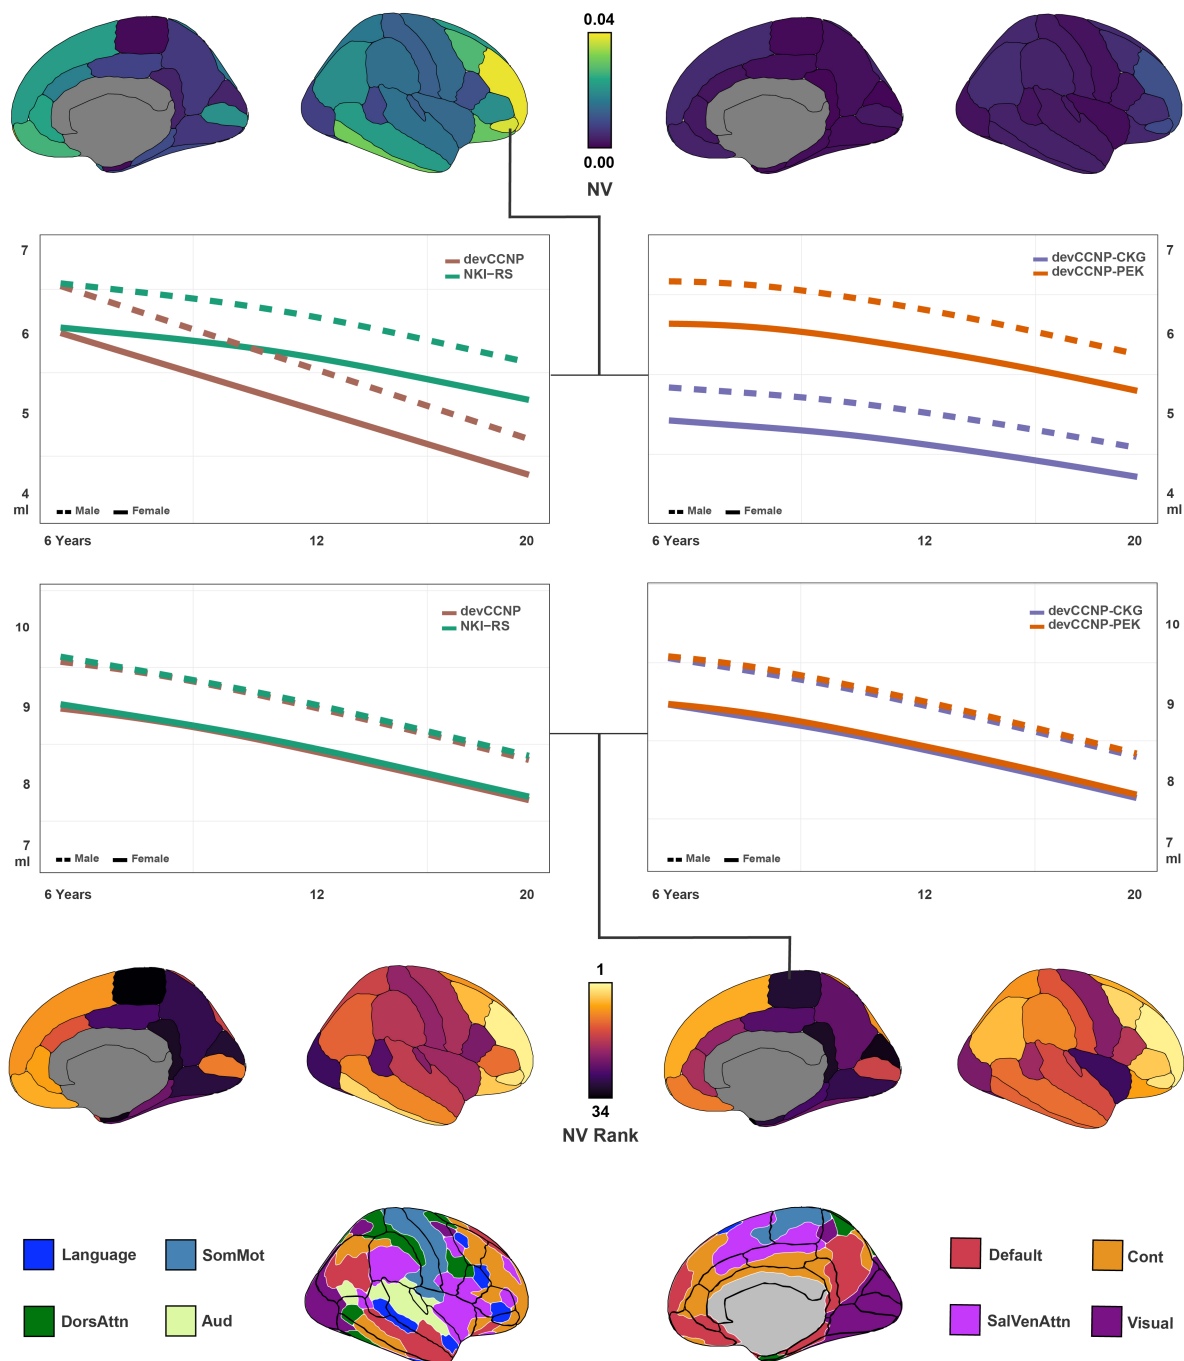 0.04
0.00
NV
7
6
5
4
ml
devCCNP
NKI−RS
Male Female
6 Years 12 20
devCCNP-CKG
devCCNP-PEK
7
6
5
4
ml
Male Female
6 Years 12 20
10
9
8
7
ml
devCCNP
NKI−RS
Male Female
6 Years 12 20
devCCNP-CKG
devCCNP-PEK
10
9
8
7
ml
Male Female
6 Years 12 20
1
34
NV Rank
Language SomMot
DorsAttn Aud
Default Cont
SalVenAttn Visual